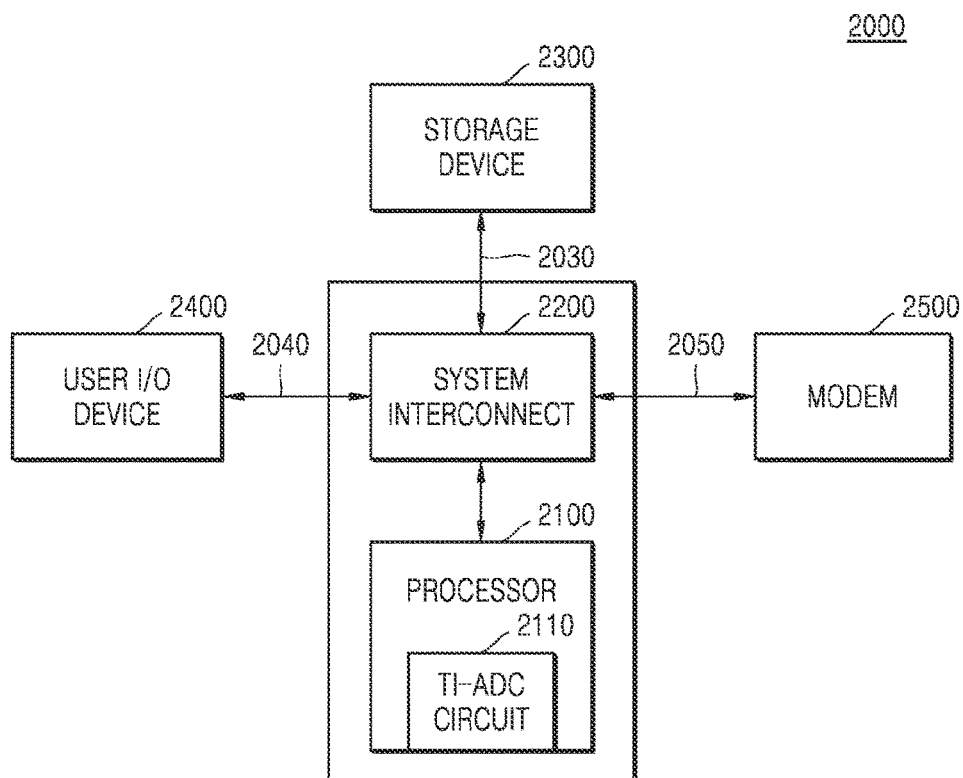 2000
2300
STORAGE
DEVICE
2030
2400
2200
2500
2040
2050
USER I/O
DEVICE
SYSTEM
INTERCONNECT
MODEM
2100
PROCESSOR
2110
TI-ADC
CIRCUIT